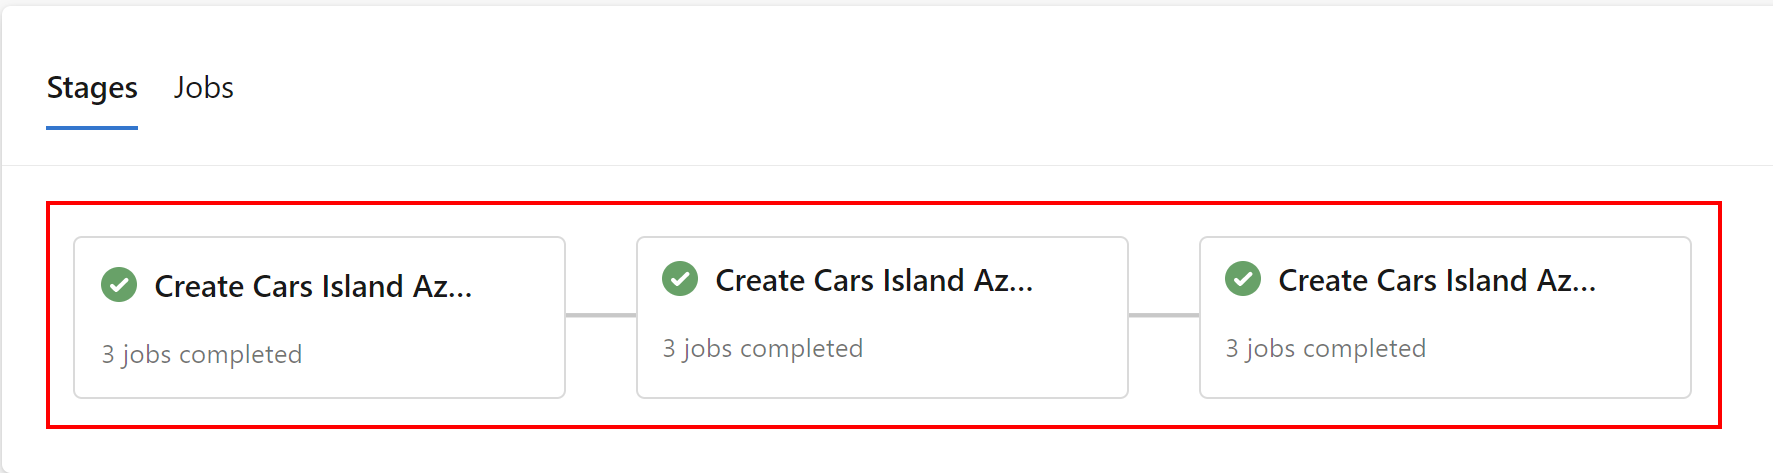 Stages Jobs
Create Cars Island Az... Create Cars Island Az... Create Cars Island Az...
3 jobs completed 3 jobs completed 3 jobs completed